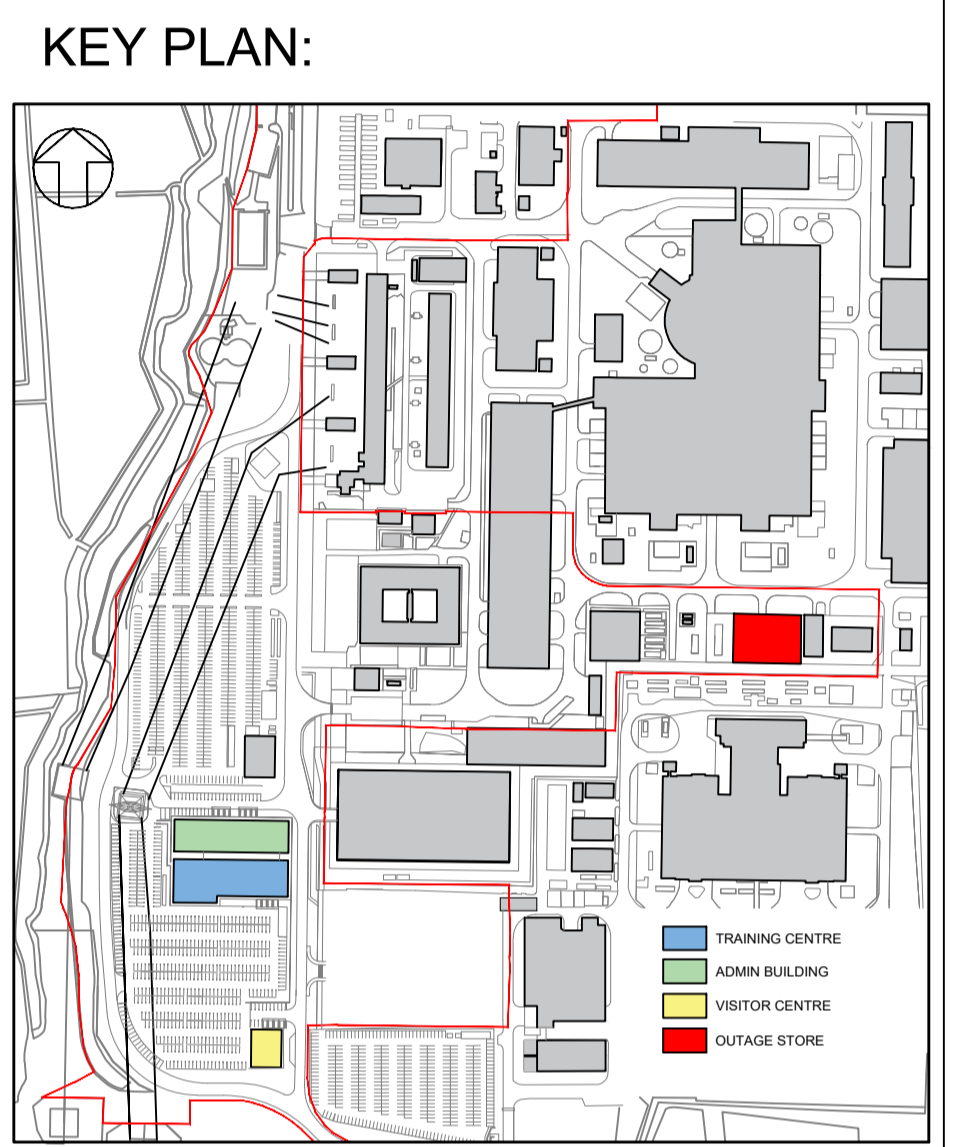 KEY PLAN:
TRAINING CENTRE
ADMIN BUILDING
VISITOR CENTRE
OUTAGE STORE